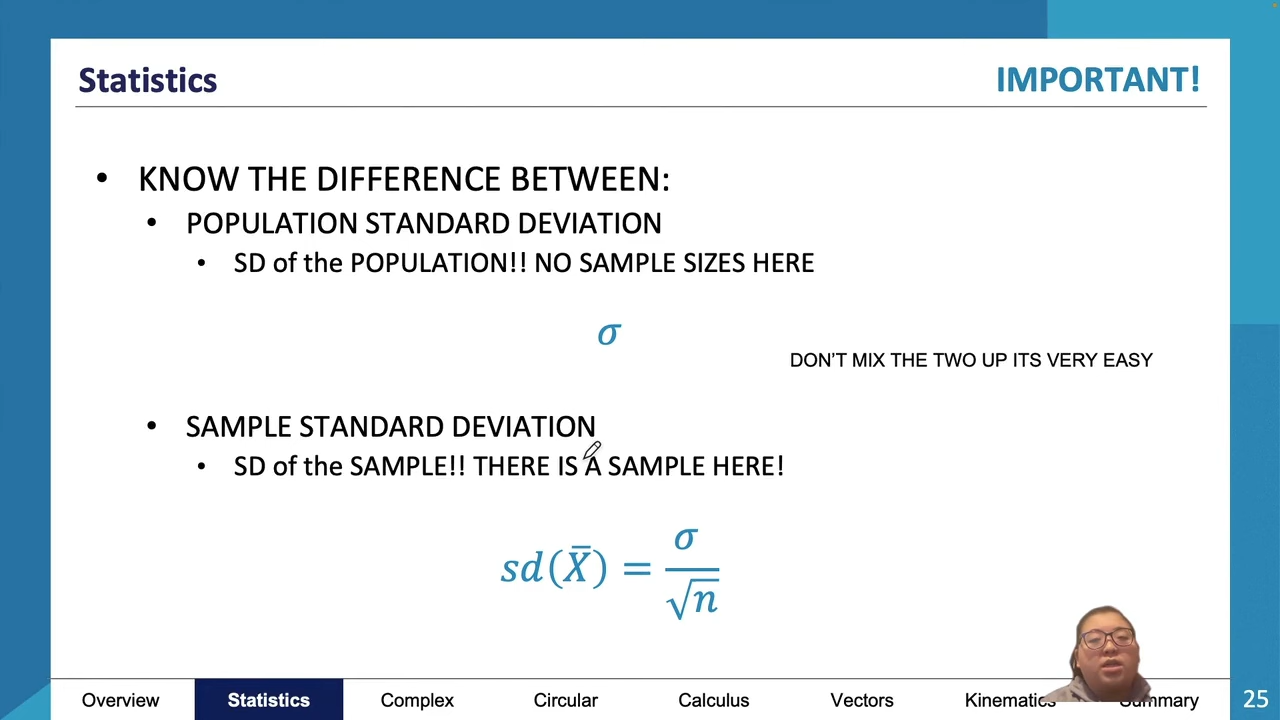 Statistics
IMPORTANT!
• KNOW THE DIFFERENCE BETWEEN:
• POPULATION STANDARD DEVIATION
• SD of the POPULATION!! NO SAMPLE SIZES HERE
σ
DON'T MIX THE TWO UP ITS VERY EASY
• SAMPLE STANDARD DEVIATION
• SD of the SAMPLE!! THERE IS A SAMPLE HERE!
sd(X̄) = σ/√n
Overview Statistics Complex Circular Calculus Vectors Kinematics Summary 25